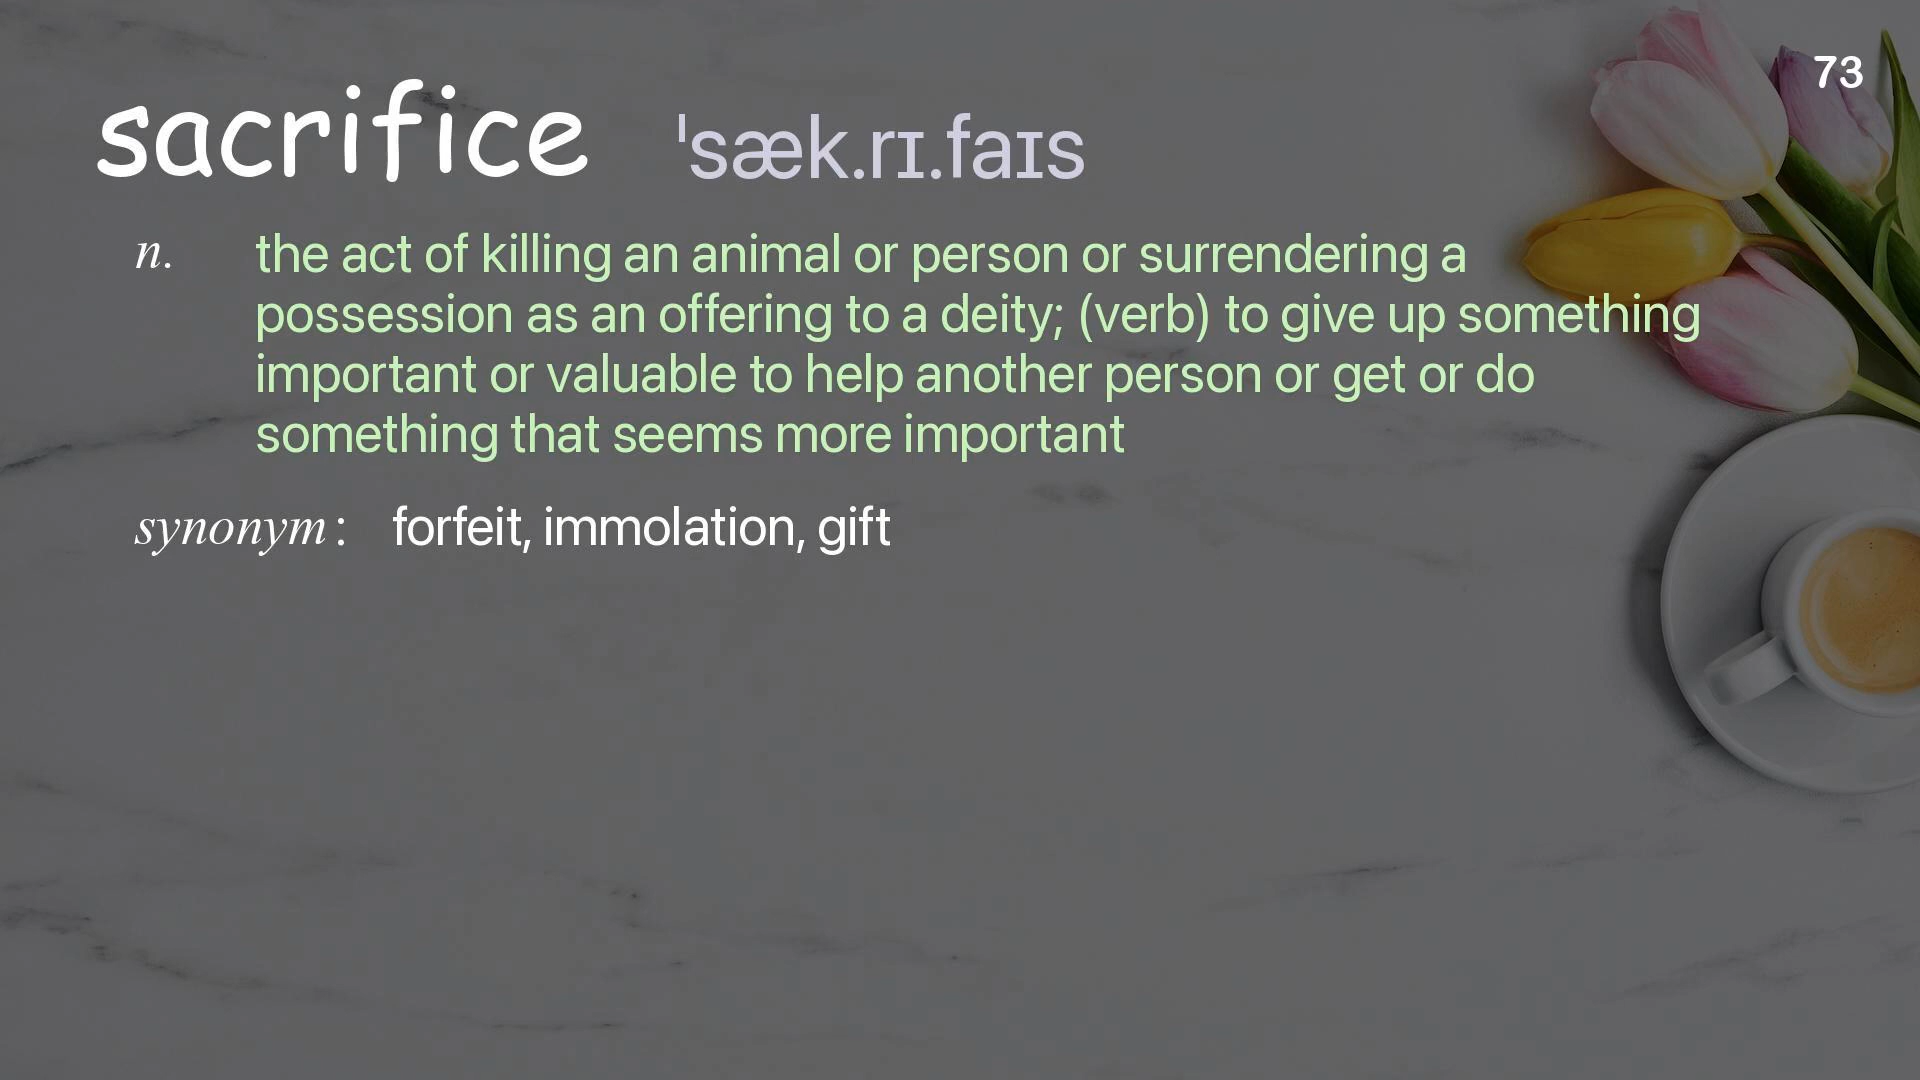 73
sacrifice ˈsæk.rɪ.faɪs
n. the act of killing an animal or person or surrendering a
possession as an offering to a deity; (verb) to give up something
important or valuable to help another person or get or do
something that seems more important
synonym: forfeit, immolation, gift